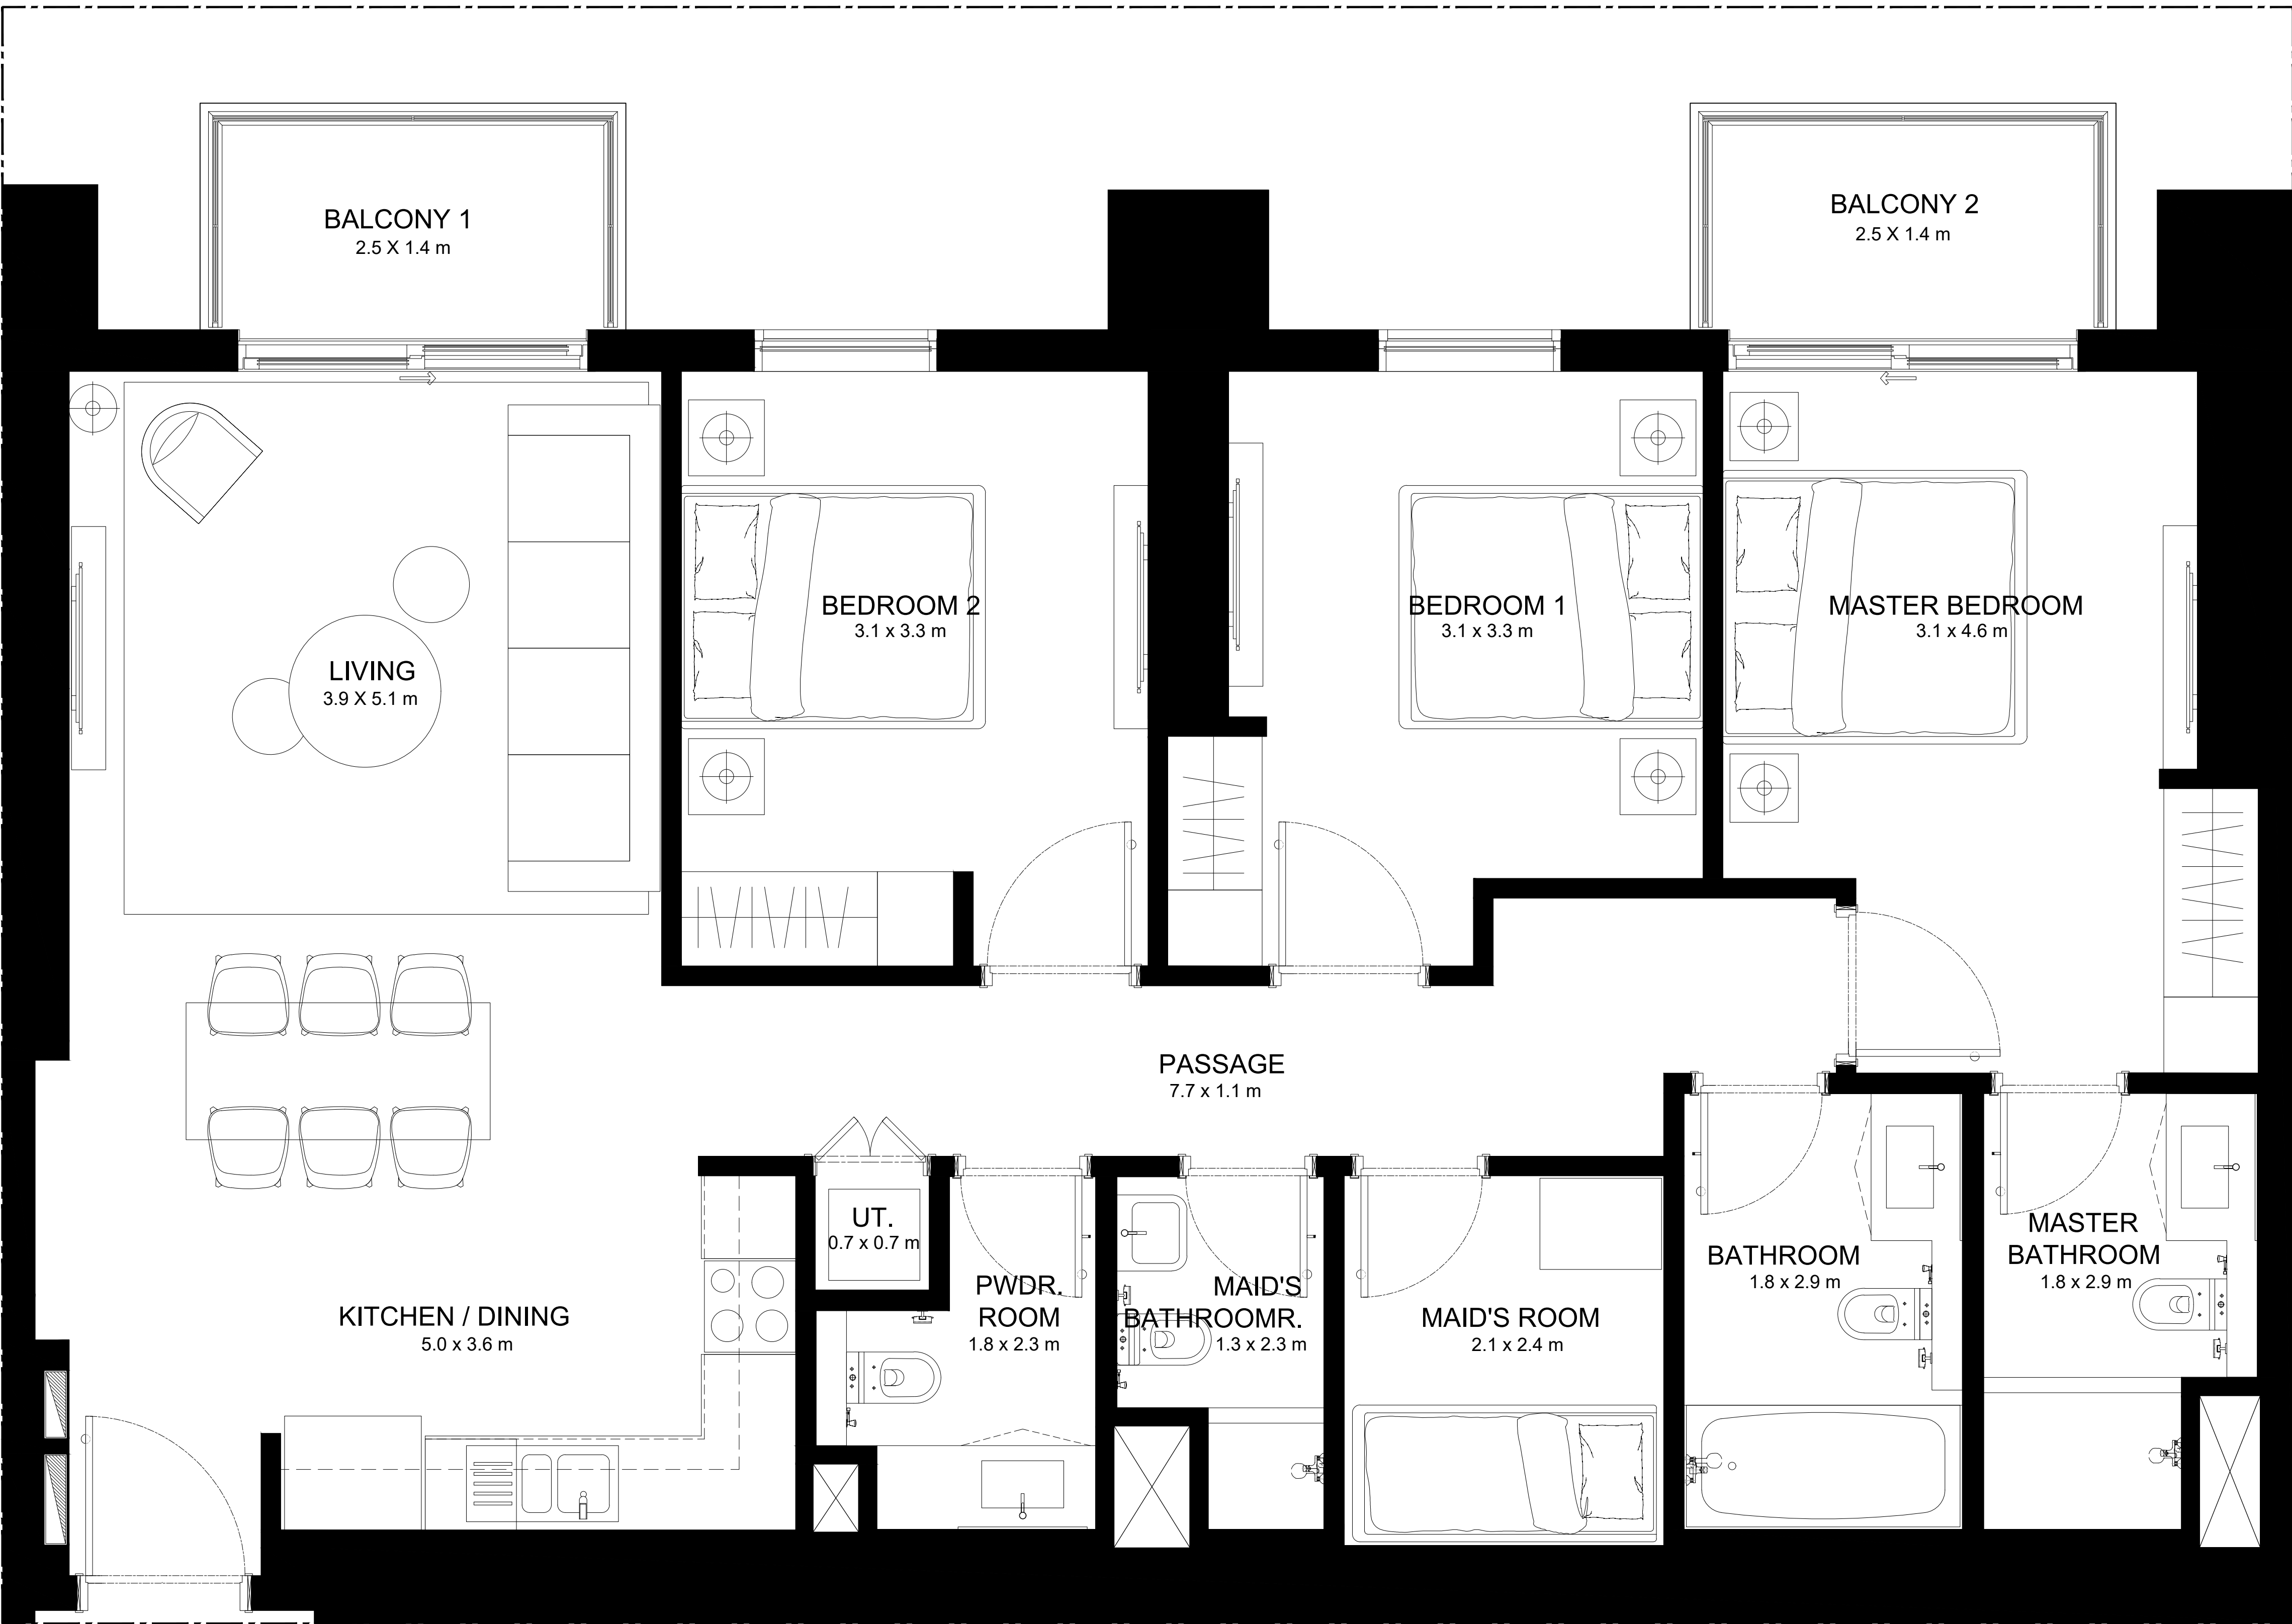 BALCONY 1
2.5 X 1.4 m
BALCONY 2
2.5 X 1.4 m
LIVING
3.9 X 5.1 m
BEDROOM 2
3.1 x 3.3 m
BEDROOM 1
3.1 x 3.3 m
MASTER BEDROOM
3.1 x 4.6 m
PASSAGE
7.7 x 1.1 m
KITCHEN / DINING
5.0 x 3.6 m
UT.
0.7 x 0.7 m
PWDR.
ROOM
1.8 x 2.3 m
MAID'S
BATHROOMR.
1.3 x 2.3 m
MAID'S ROOM
2.1 x 2.4 m
BATHROOM
1.8 x 2.9 m
MASTER
BATHROOM
1.8 x 2.9 m